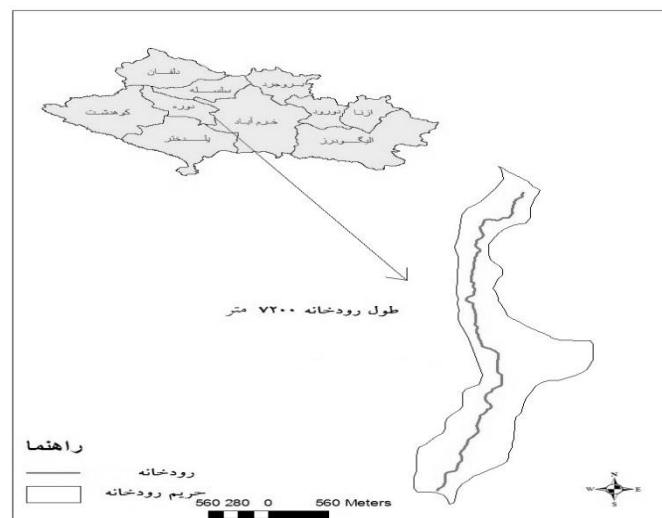 دلفان
سلسله
بروجرد
کوهدشت
دوره
خرم آباد
دورود
ازنا
پلدختر
الیگودرز
طول رودخانه ۷۲۰۰ متر
راهنما
رودخانه
حریم رودخانه
560 280 0 560 Meters
N
W E
S